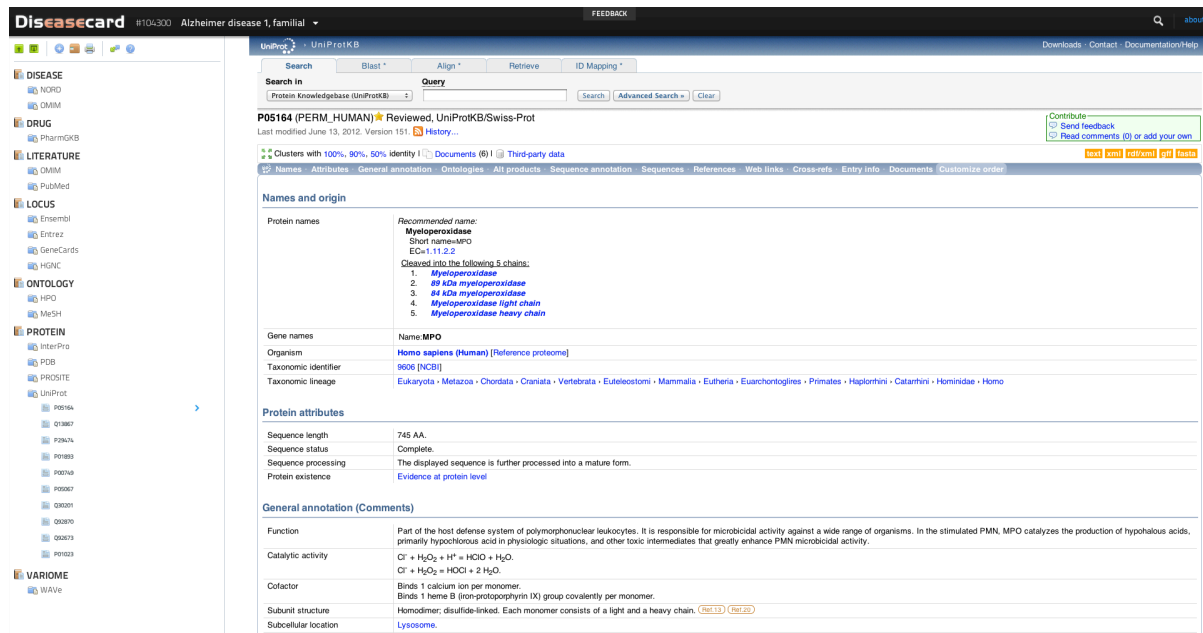 Diseasecard #104300 Alzheimer disease 1, familial
FEEDBACK
abou
DISEASE
NORD
OMIM
DRUG
PharmGKB
LITERATURE
OMIM
PubMed
LOCUS
Ensembl
Entrez
GeneCards
HGNC
ONTOLOGY
HPO
MeSH
PROTEIN
InterPro
PDB
PROSITE
UniProt
P05164
Q13867
P29474
P01893
P00749
P05067
Q30201
Q92870
Q92673
P01023
VARIOME
WAVe
UniProt › UniProtKB
Downloads · Contact · Documentation/Help
Search Blast * Align * Retrieve ID Mapping *
Search in Query
Protein Knowledgebase (UniProtKB) Search Advanced Search » Clear
P05164 (PERM_HUMAN) Reviewed, UniProtKB/Swiss-Prot
Last modified June 13, 2012. Version 151. History...
Contribute
Send feedback
Read comments (0) or add your own
Clusters with 100%, 90%, 50% identity | Documents (6) | Third-party data
text xml rdf/xml gff fasta
Names · Attributes · General annotation · Ontologies · Alt products · Sequence annotation · Sequences · References · Web links · Cross-refs · Entry info · Documents Customize order
Names and origin
Protein names
Recommended name:
Myeloperoxidase
Short name=MPO
EC=1.11.2.2
Cleaved into the following 5 chains:
1. Myeloperoxidase
2. 89 kDa myeloperoxidase
3. 84 kDa myeloperoxidase
4. Myeloperoxidase light chain
5. Myeloperoxidase heavy chain
Gene names Name:MPO
Organism Homo sapiens (Human) [Reference proteome]
Taxonomic identifier 9606 [NCBI]
Taxonomic lineage Eukaryota › Metazoa › Chordata › Craniata › Vertebrata › Euteleostomi › Mammalia › Eutheria › Euarchontoglires › Primates › Haplorrhini › Catarrhini › Hominidae › Homo
Protein attributes
Sequence length 745 AA.
Sequence status Complete.
Sequence processing The displayed sequence is further processed into a mature form.
Protein existence Evidence at protein level
General annotation (Comments)
Function Part of the host defense system of polymorphonuclear leukocytes. It is responsible for microbicidal activity against a wide range of organisms. In the stimulated PMN, MPO catalyzes the production of hypohalous acids,
primarily hypochlorous acid in physiologic situations, and other toxic intermediates that greatly enhance PMN microbicidal activity.
Catalytic activity Cl⁻ + H₂O₂ + H⁺ = HClO + H₂O.
Cl⁻ + H₂O₂ = HOCl + 2 H₂O.
Cofactor Binds 1 calcium ion per monomer.
Binds 1 heme B (iron-protoporphyrin IX) group covalently per monomer.
Subunit structure Homodimer; disulfide-linked. Each monomer consists of a light and a heavy chain. Ref.13 Ref.20
Subcellular location Lysosome.